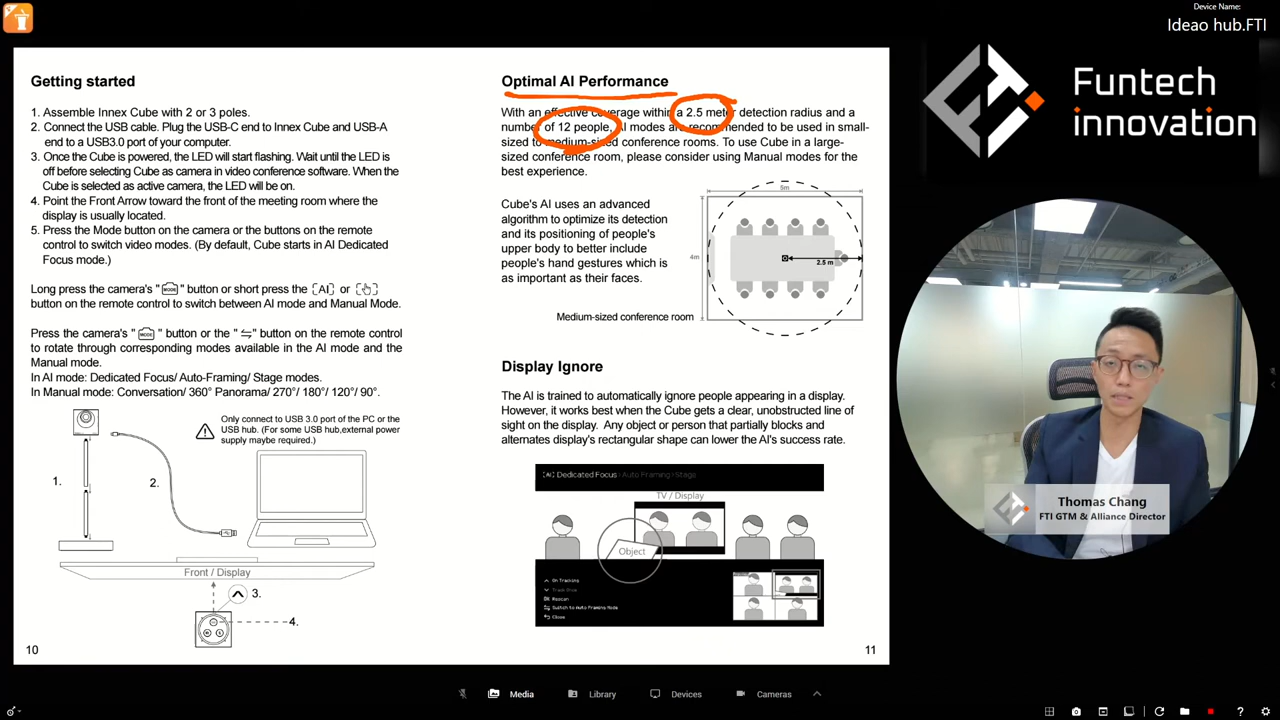 Device Name:
Ideao hub.FTI
Getting started
1. Assemble Innex Cube with 2 or 3 poles.
2. Connect the USB cable. Plug the USB-C end to Innex Cube and USB-A
end to a USB3.0 port of your computer.
3. Once the Cube is powered, the LED will start flashing. Wait until the LED is
off before selecting Cube as camera in video conference software. When the
Cube is selected as active camera, the LED will be on.
4. Point the Front Arrow toward the front of the meeting room where the
display is usually located.
5. Press the Mode button on the camera or the buttons on the remote
control to switch video modes. (By default, Cube starts in AI Dedicated
Focus mode.)
Long press the camera's "MODE" button or short press the [AI] or
button on the remote control to switch between AI mode and Manual Mode.
Press the camera's "MODE" button or the "⇋" button on the remote control
to rotate through corresponding modes available in the AI mode and the
Manual mode.
In AI mode: Dedicated Focus/ Auto-Framing/ Stage modes.
In Manual mode: Conversation/ 360° Panorama/ 270°/ 180°/ 120°/ 90°.
Only connect to USB 3.0 port of the PC or the
USB hub. (For some USB hub,external power
supply maybe required.)
1.
2.
Front / Display
3.
4.
10
Optimal AI Performance
With an effective coverage within a 2.5 meter detection radius and a
number of 12 people, AI modes are recommended to be used in small-
sized to medium-sized conference rooms. To use Cube in a large-
sized conference room, please consider using Manual modes for the
best experience.
Cube's AI uses an advanced
algorithm to optimize its detection
and its positioning of people's
upper body to better include
people's hand gestures which is
as important as their faces.
5m
4m
2.5 m
Medium-sized conference room
Display Ignore
The AI is trained to automatically ignore people appearing in a display.
However, it works best when the Cube gets a clear, unobstructed line of
sight on the display. Any object or person that partially blocks and
alternates display's rectangular shape can lower the AI's success rate.
[AI] Dedicated Focus Auto Framing Stage
TV / Display
Object
On Tracking
Rescan
Switch to Auto Framing Mode
Close
11
Funtech
innovation
Thomas Chang
FTI GTM & Alliance Director
Media
Library
Devices
Cameras